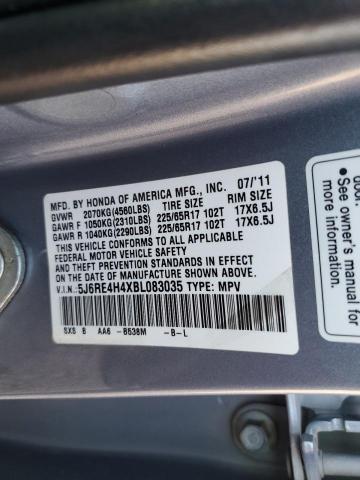 MFD. BY HONDA OF AMERICA MFG., INC. 07/'11
GVWR 2070KG(4560LBS) TIRE SIZE RIM SIZE
GAWR F 1050KG(2310LBS) 225/65R17 102T 17X6.5J
GAWR R 1040KG(2290LBS) 225/65R17 102T 17X6.5J
THIS VEHICLE CONFORMS TO ALL APPLICABLE
FEDERAL MOTOR VEHICLE SAFETY AND
THEFT PREVENTION STANDARDS IN EFFECT ON THE
DATE OF MANUFACTURE SHOWN ABOVE.
V.I.N.:5J6RE4H4XBL083035 TYPE: MPV
SXS B AA6 -B538M -B-L
See owner's manual for
more information.